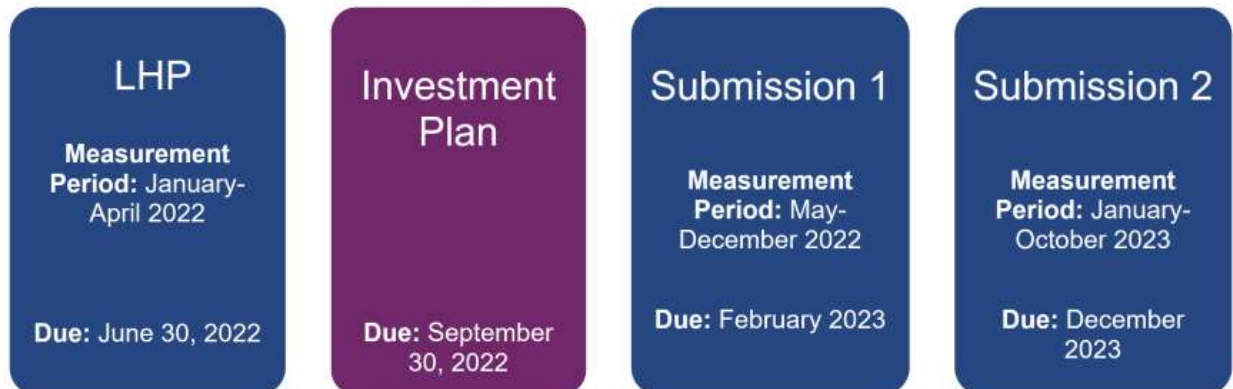 LHP
Measurement
Period: January-
April 2022
Due: June 30, 2022
Investment
Plan
Due: September
30, 2022
Submission 1
Measurement
Period: May-
December 2022
Due: February 2023
Submission 2
Measurement
Period: January-
October 2023
Due: December
2023